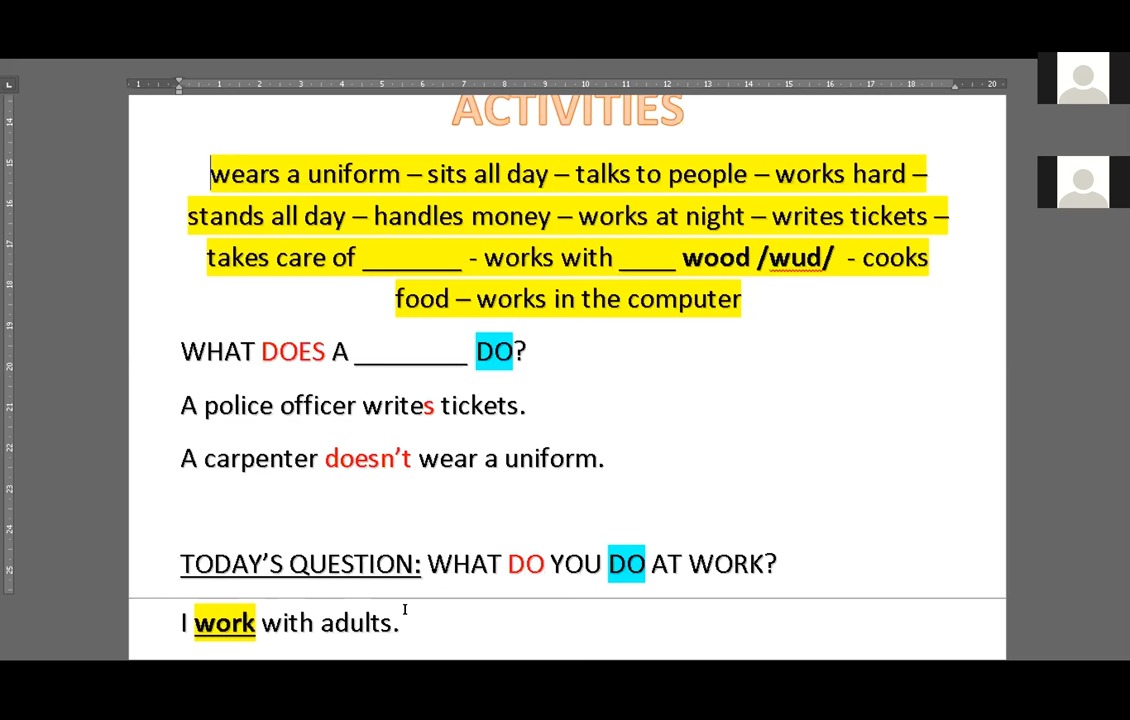 ACTIVITIES
wears a uniform – sits all day – talks to people – works hard –
stands all day – handles money – works at night – writes tickets –
takes care of _______ - works with ____ wood /wud/ - cooks
food – works in the computer
WHAT DOES A ________ DO?
A police officer writes tickets.
A carpenter doesn’t wear a uniform.
TODAY’S QUESTION: WHAT DO YOU DO AT WORK?
I work with adults.